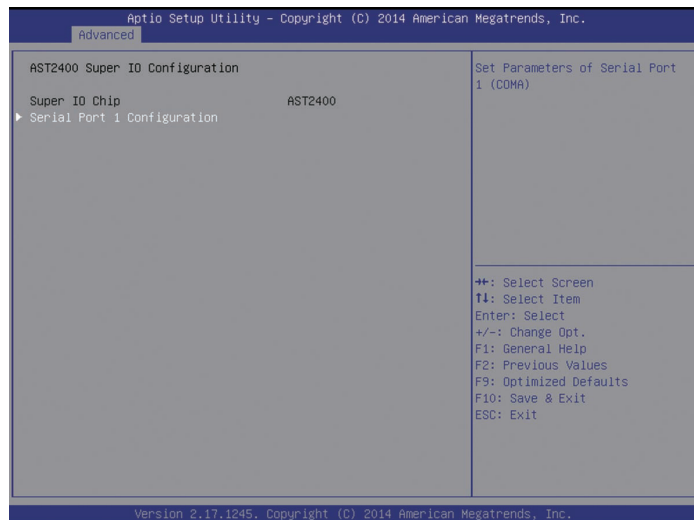 Aptio Setup Utility – Copyright (C) 2014 American Megatrends, Inc.
Advanced
AST2400 Super IO Configuration
Super IO Chip AST2400
Serial Port 1 Configuration
Set Parameters of Serial Port
1 (COMA)
→←: Select Screen
↑↓: Select Item
Enter: Select
+/-: Change Opt.
F1: General Help
F2: Previous Values
F9: Optimized Defaults
F10: Save & Exit
ESC: Exit
Version 2.17.1245. Copyright (C) 2014 American Megatrends, Inc.